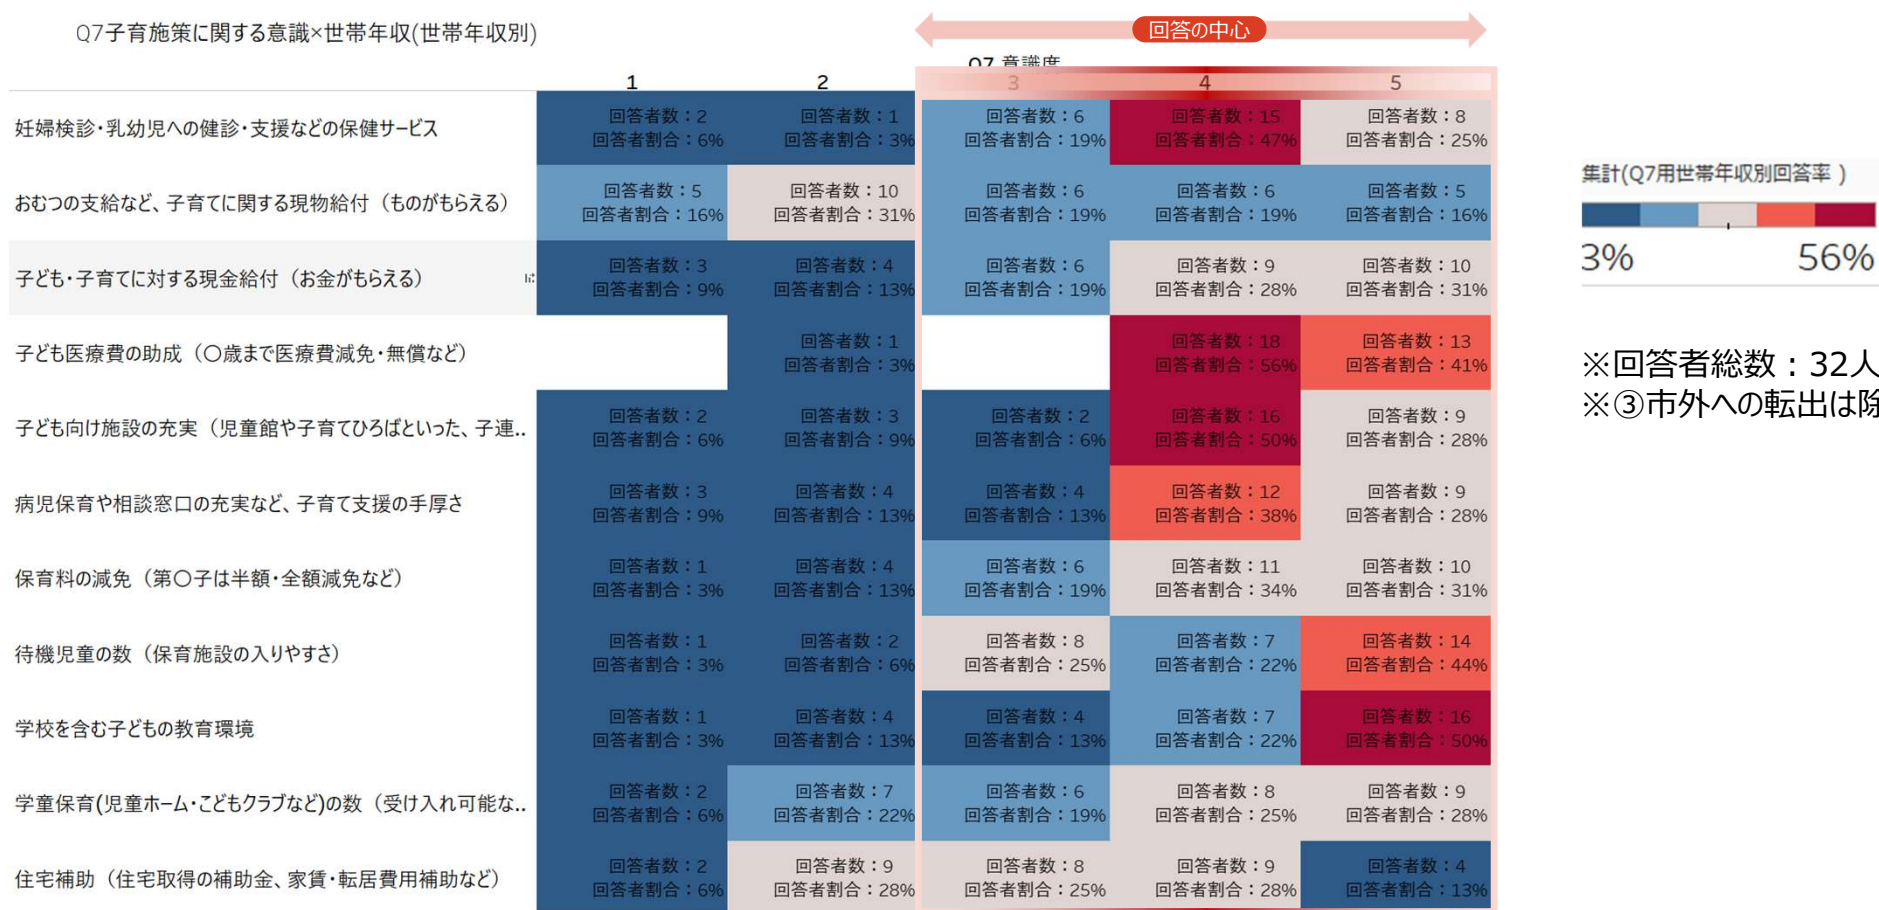 Q7子育施策に関する意識×世帯年収(世帯年収別)
回答の中心
Q7 意識度
1 2 3 4 5
妊婦検診・乳幼児への健診・支援などの保健サービス
回答者数：2 回答者数：1 回答者数：6 回答者数：15 回答者数：8
回答者割合：6% 回答者割合：3% 回答者割合：19% 回答者割合：47% 回答者割合：25%
おむつの支給など、子育てに関する現物給付（ものがもらえる）
回答者数：5 回答者数：10 回答者数：6 回答者数：6 回答者数：5
回答者割合：16% 回答者割合：31% 回答者割合：19% 回答者割合：19% 回答者割合：16%
子ども・子育てに対する現金給付（お金がもらえる）
回答者数：3 回答者数：4 回答者数：6 回答者数：9 回答者数：10
回答者割合：9% 回答者割合：13% 回答者割合：19% 回答者割合：28% 回答者割合：31%
子ども医療費の助成（〇歳まで医療費減免・無償など）
回答者数：1 回答者数：18 回答者数：13
回答者割合：3% 回答者割合：56% 回答者割合：41%
子ども向け施設の充実（児童館や子育てひろばといった、子連..
回答者数：2 回答者数：3 回答者数：2 回答者数：16 回答者数：9
回答者割合：6% 回答者割合：9% 回答者割合：6% 回答者割合：50% 回答者割合：28%
病児保育や相談窓口の充実など、子育て支援の手厚さ
回答者数：3 回答者数：4 回答者数：4 回答者数：12 回答者数：9
回答者割合：9% 回答者割合：13% 回答者割合：13% 回答者割合：38% 回答者割合：28%
保育料の減免（第〇子は半額・全額減免など）
回答者数：1 回答者数：4 回答者数：6 回答者数：11 回答者数：10
回答者割合：3% 回答者割合：13% 回答者割合：19% 回答者割合：34% 回答者割合：31%
待機児童の数（保育施設の入りやすさ）
回答者数：1 回答者数：2 回答者数：8 回答者数：7 回答者数：14
回答者割合：3% 回答者割合：6% 回答者割合：25% 回答者割合：22% 回答者割合：44%
学校を含む子どもの教育環境
回答者数：1 回答者数：4 回答者数：4 回答者数：7 回答者数：16
回答者割合：3% 回答者割合：13% 回答者割合：13% 回答者割合：22% 回答者割合：50%
学童保育(児童ホーム・こどもクラブなど)の数（受け入れ可能な..
回答者数：2 回答者数：7 回答者数：6 回答者数：8 回答者数：9
回答者割合：6% 回答者割合：22% 回答者割合：19% 回答者割合：25% 回答者割合：28%
住宅補助（住宅取得の補助金、家賃・転居費用補助など）
回答者数：2 回答者数：9 回答者数：8 回答者数：9 回答者数：4
回答者割合：6% 回答者割合：28% 回答者割合：25% 回答者割合：28% 回答者割合：13%
集計(Q7用世帯年収別回答率 )
3% 56%
※回答者総数：32人
※③市外への転出は除